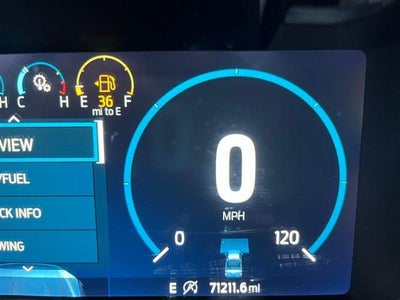 H C H E F
36
mi to E
VIEW
/FUEL
CK INFO
WING
0
MPH
0 120
E 71211.6 mi